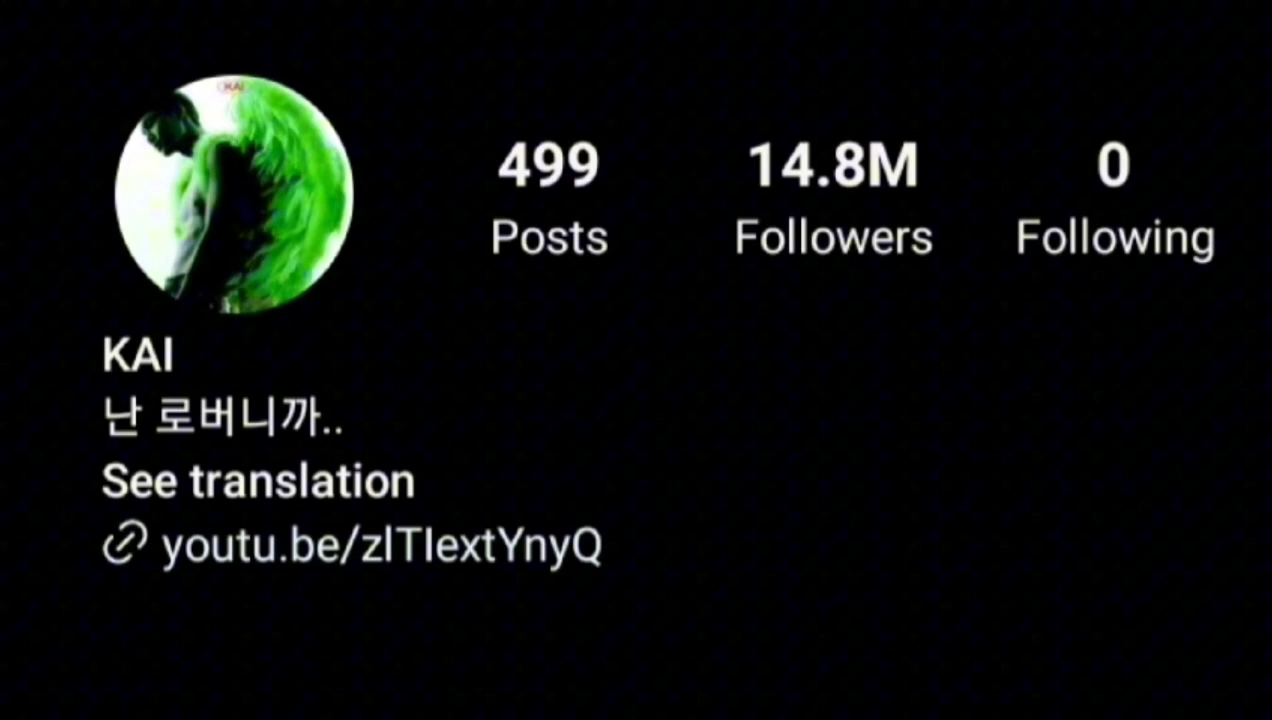 499 14.8M 0
Posts Followers Following
KAI
난 로버니까..
See translation
youtu.be/zlTIextYnyQ